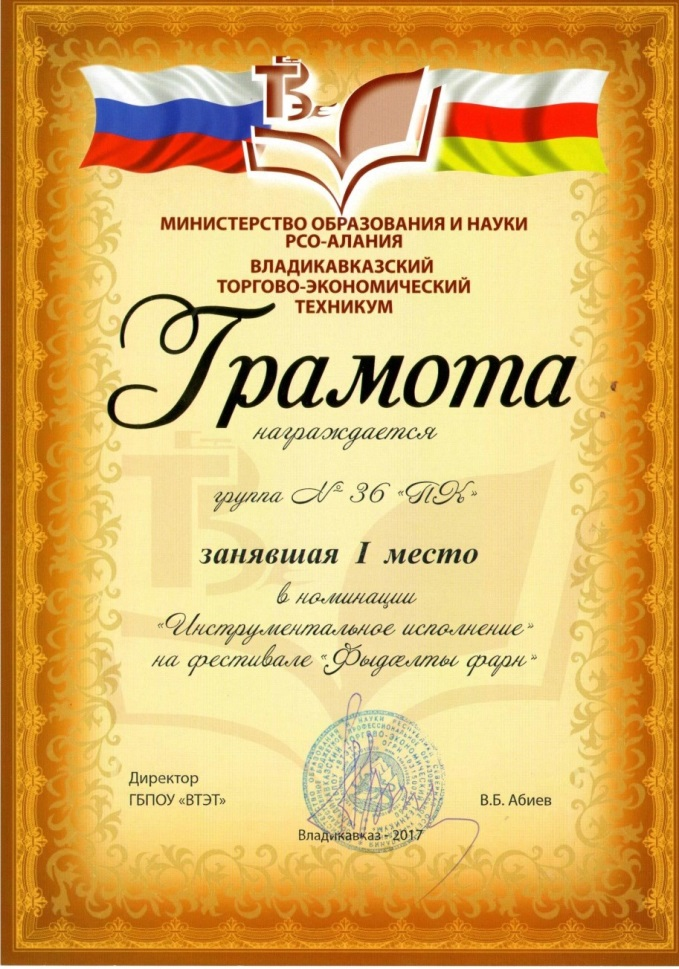 ТВЭ
МИНИСТЕРСТВО ОБРАЗОВАНИЯ И НАУКИ
РСО-АЛАНИЯ
ВЛАДИКАВКАЗСКИЙ
ТОРГОВО-ЭКОНОМИЧЕСКИЙ
ТЕХНИКУМ
Грамота
награждается
группа № 36 «ПК»
занявшая I место
в номинации
«Инструментальное исполнение»
на фестивале «Фыдæлты фарн»
Директор
ГБПОУ «ВТЭТ»
В.Б. Абиев
Владикавказ - 2017